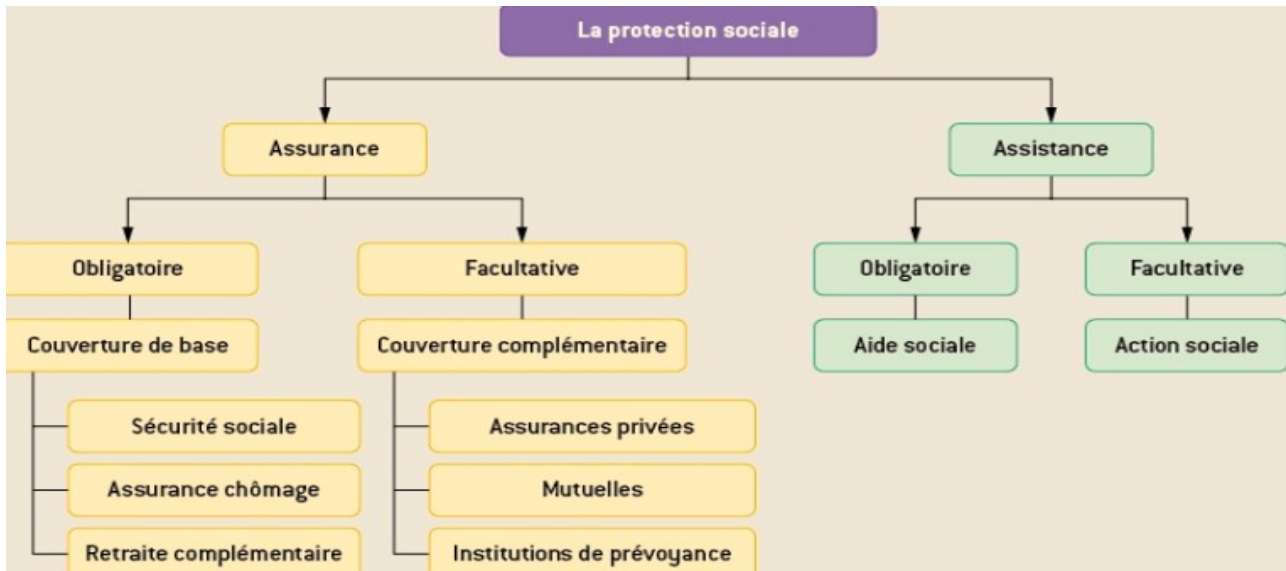 La protection sociale
Assurance
Assistance
Obligatoire
Facultative
Obligatoire
Facultative
Couverture de base
Couverture complémentaire
Aide sociale
Action sociale
Sécurité sociale
Assurances privées
Assurance chômage
Mutuelles
Retraite complémentaire
Institutions de prévoyance